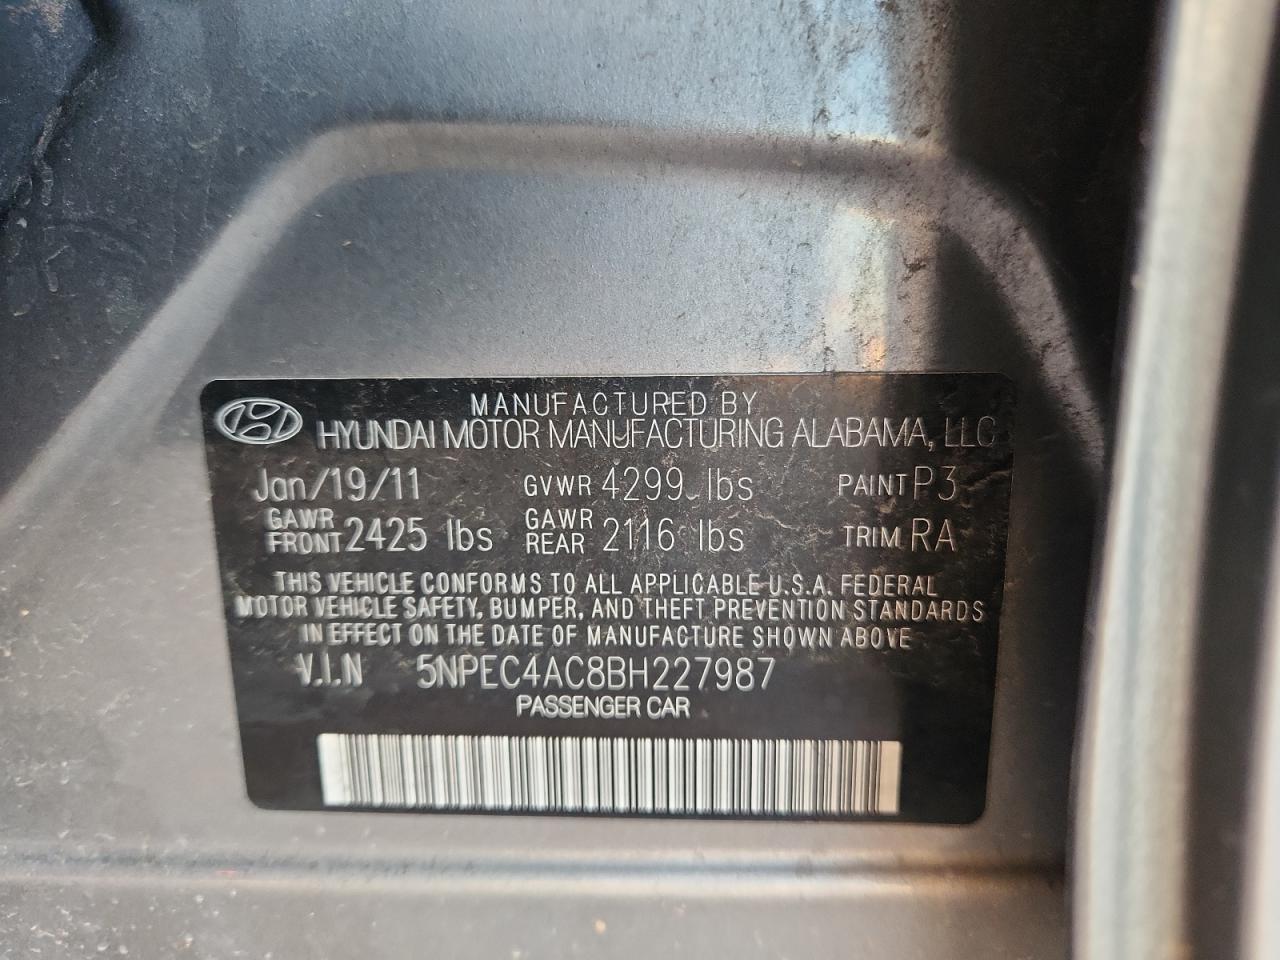 MANUFACTURED BY
HYUNDAI MOTOR MANUFACTURING ALABAMA, LLC
Jan/19/11 GVWR 4299 lbs PAINT P3
GAWR FRONT 2425 lbs GAWR REAR 2116 lbs TRIM RA
THIS VEHICLE CONFORMS TO ALL APPLICABLE U.S.A. FEDERAL
MOTOR VEHICLE SAFETY, BUMPER, AND THEFT PREVENTION STANDARDS
IN EFFECT ON THE DATE OF MANUFACTURE SHOWN ABOVE
V.I.N 5NPEC4AC8BH227987
PASSENGER CAR